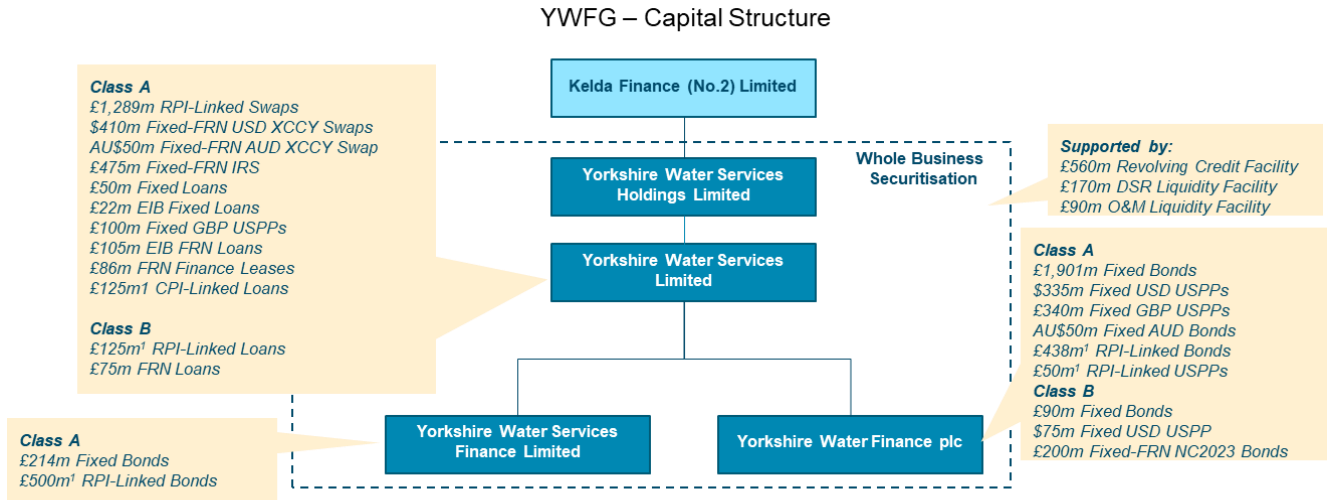 YWFG – Capital Structure
Class A
£1,289m RPI-Linked Swaps
$410m Fixed-FRN USD XCCY Swaps
AU$50m Fixed-FRN AUD XCCY Swap
£475m Fixed-FRN IRS
£50m Fixed Loans
£22m EIB Fixed Loans
£100m Fixed GBP USPPs
£105m EIB FRN Loans
£86m FRN Finance Leases
£125m1 CPI-Linked Loans
Class B
£125m¹ RPI-Linked Loans
£75m FRN Loans
Kelda Finance (No.2) Limited
Whole Business
Securitisation
Yorkshire Water Services
Holdings Limited
Yorkshire Water Services
Limited
Supported by:
£560m Revolving Credit Facility
£170m DSR Liquidity Facility
£90m O&M Liquidity Facility
Class A
£1,901m Fixed Bonds
$335m Fixed USD USPPs
£340m Fixed GBP USPPs
AU$50m Fixed AUD Bonds
£438m¹ RPI-Linked Bonds
£50m¹ RPI-Linked USPPs
Class B
£90m Fixed Bonds
$75m Fixed USD USPP
£200m Fixed-FRN NC2023 Bonds
Class A
£214m Fixed Bonds
£500m¹ RPI-Linked Bonds
Yorkshire Water Services
Finance Limited
Yorkshire Water Finance plc